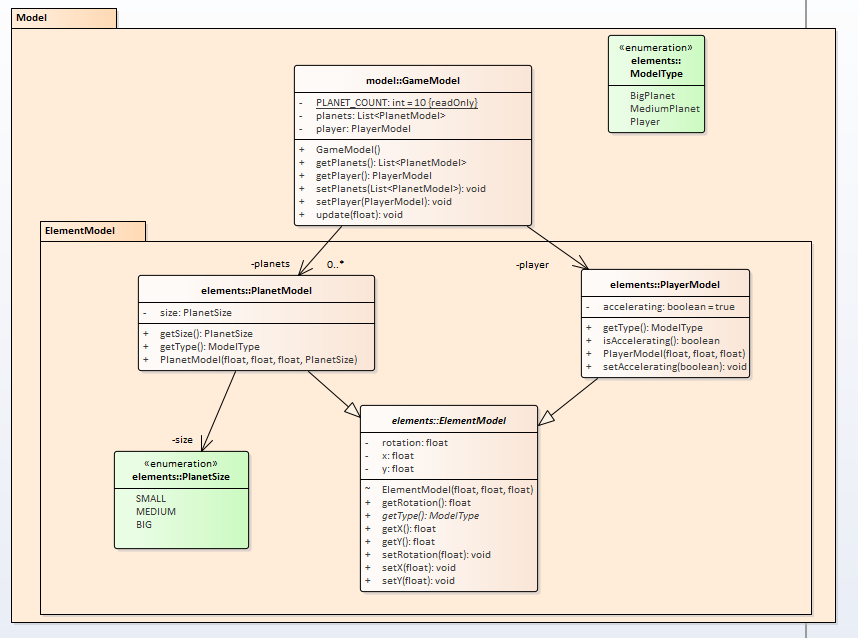 Model
«enumeration»
elements::
ModelType
BigPlanet
MediumPlanet
Player
model::GameModel
- PLANET_COUNT: int = 10 {readOnly}
- planets: List<PlanetModel>
- player: PlayerModel
+ GameModel()
+ getPlanets(): List<PlanetModel>
+ getPlayer(): PlayerModel
+ setPlanets(List<PlanetModel>): void
+ setPlayer(PlayerModel): void
+ update(float): void
ElementModel
-planets 0..*
-player
elements::PlanetModel
- size: PlanetSize
+ getSize(): PlanetSize
+ getType(): ModelType
+ PlanetModel(float, float, float, PlanetSize)
elements::PlayerModel
- accelerating: boolean = true
+ getType(): ModelType
+ isAccelerating(): boolean
+ PlayerModel(float, float, float)
+ setAccelerating(boolean): void
-size
«enumeration»
elements::PlanetSize
SMALL
MEDIUM
BIG
elements::ElementModel
- rotation: float
- x: float
- y: float
~ ElementModel(float, float, float)
+ getRotation(): float
+ getType(): ModelType
+ getX(): float
+ getY(): float
+ setRotation(float): void
+ setX(float): void
+ setY(float): void